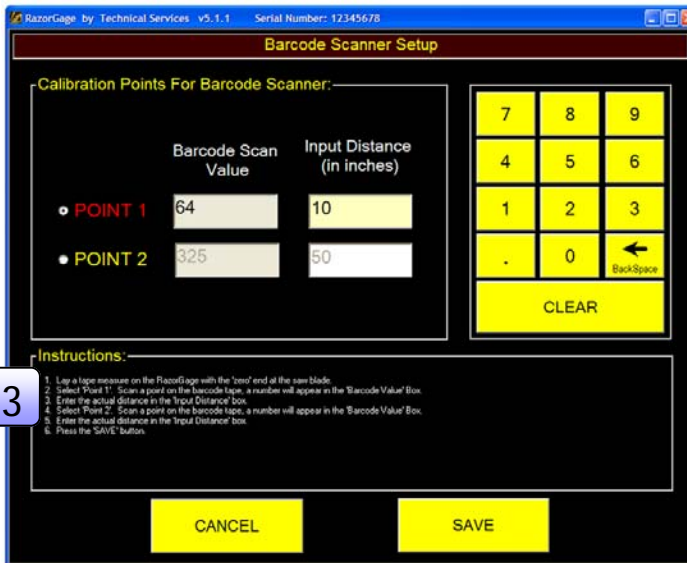 RazorGage by Technical Services v5.1.1 Serial Number: 12345678
Barcode Scanner Setup
Calibration Points For Barcode Scanner:
Barcode Scan
Value
Input Distance
(in inches)
POINT 1 64 10
POINT 2 325 50
7 8 9
4 5 6
1 2 3
. 0 BackSpace
CLEAR
Instructions:
3
1. Lay a tape measure on the RazorGage with the 'zero' end at the saw blade.
2. Select 'Point 1'. Scan a point on the barcode tape, a number will appear in the 'Barcode Value' Box.
3. Enter the actual distance in the 'Input Distance' box.
4. Select 'Point 2'. Scan a point on the barcode tape, a number will appear in the 'Barcode Value' Box.
5. Enter the actual distance in the 'Input Distance' box.
6. Press the 'SAVE' button.
CANCEL SAVE